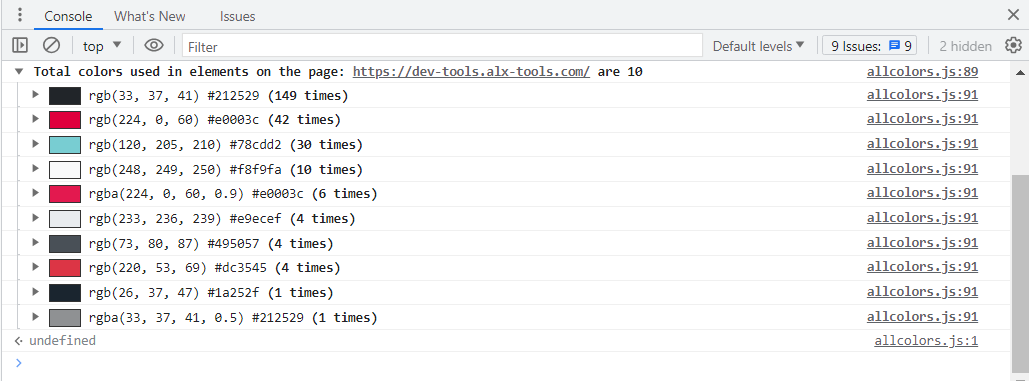 Console What's New Issues
top Filter Default levels 9 Issues: 9 2 hidden
Total colors used in elements on the page: https://dev-tools.alx-tools.com/ are 10 allcolors.js:89
rgb(33, 37, 41) #212529 (149 times) allcolors.js:91
rgb(224, 0, 60) #e0003c (42 times) allcolors.js:91
rgb(120, 205, 210) #78cdd2 (30 times) allcolors.js:91
rgb(248, 249, 250) #f8f9fa (10 times) allcolors.js:91
rgba(224, 0, 60, 0.9) #e0003c (6 times) allcolors.js:91
rgb(233, 236, 239) #e9ecef (4 times) allcolors.js:91
rgb(73, 80, 87) #495057 (4 times) allcolors.js:91
rgb(220, 53, 69) #dc3545 (4 times) allcolors.js:91
rgb(26, 37, 47) #1a252f (1 times) allcolors.js:91
rgba(33, 37, 41, 0.5) #212529 (1 times) allcolors.js:91
undefined allcolors.js:1